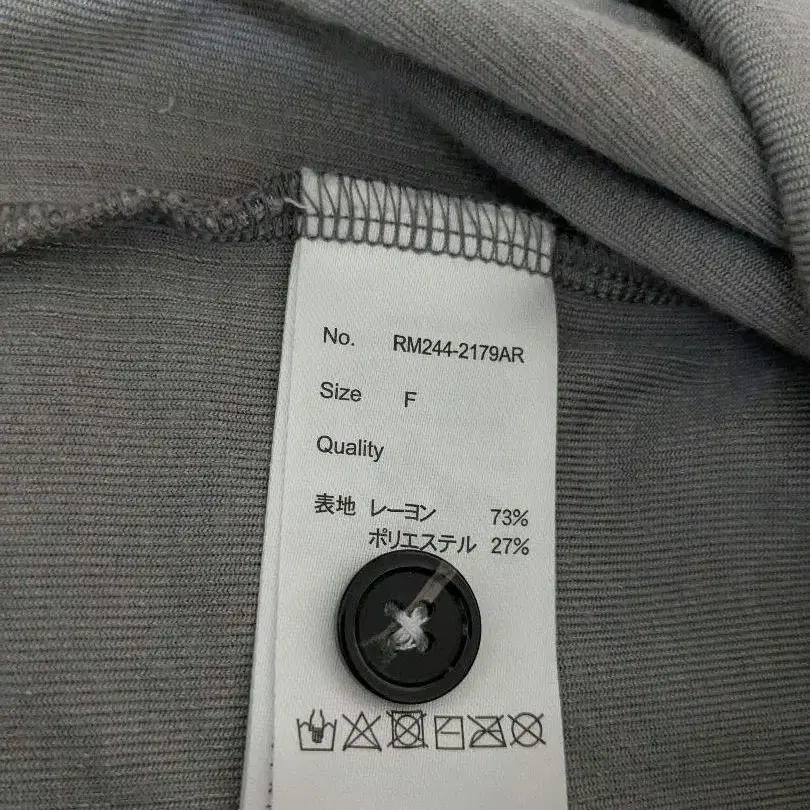 No. RM244-2179AR
Size F
Quality
表地 レーヨン 73%
ポリエステル 27%